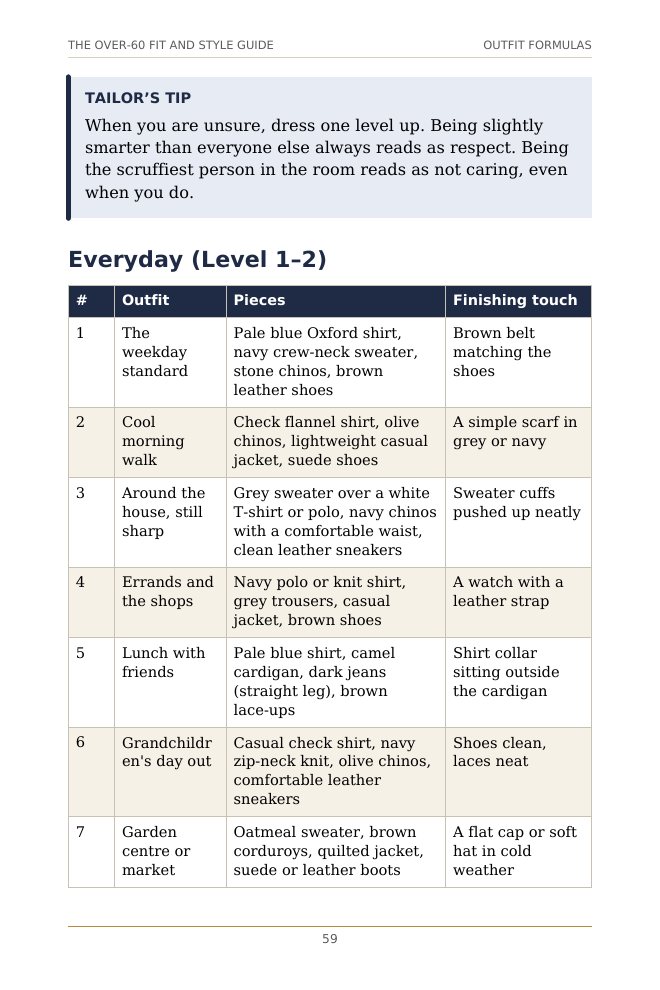 THE OVER-60 FIT AND STYLE GUIDE
OUTFIT FORMULAS
TAILOR’S TIP
When you are unsure, dress one level up. Being slightly
smarter than everyone else always reads as respect. Being
the scruffiest person in the room reads as not caring, even
when you do.
Everyday (Level 1–2)
# Outfit Pieces Finishing touch
1
The
weekday
standard
Pale blue Oxford shirt,
navy crew-neck sweater,
stone chinos, brown
leather shoes
Brown belt
matching the
shoes
2
Cool
morning
walk
Check flannel shirt, olive
chinos, lightweight casual
jacket, suede shoes
A simple scarf in
grey or navy
3
Around the
house, still
sharp
Grey sweater over a white
T-shirt or polo, navy chinos
with a comfortable waist,
clean leather sneakers
Sweater cuffs
pushed up neatly
4
Errands and
the shops
Navy polo or knit shirt,
grey trousers, casual
jacket, brown shoes
A watch with a
leather strap
5
Lunch with
friends
Pale blue shirt, camel
cardigan, dark jeans
(straight leg), brown
lace-ups
Shirt collar
sitting outside
the cardigan
6
Grandchildr
en's day out
Casual check shirt, navy
zip-neck knit, olive chinos,
comfortable leather
sneakers
Shoes clean,
laces neat
7
Garden
centre or
market
Oatmeal sweater, brown
corduroys, quilted jacket,
suede or leather boots
A flat cap or soft
hat in cold
weather
59